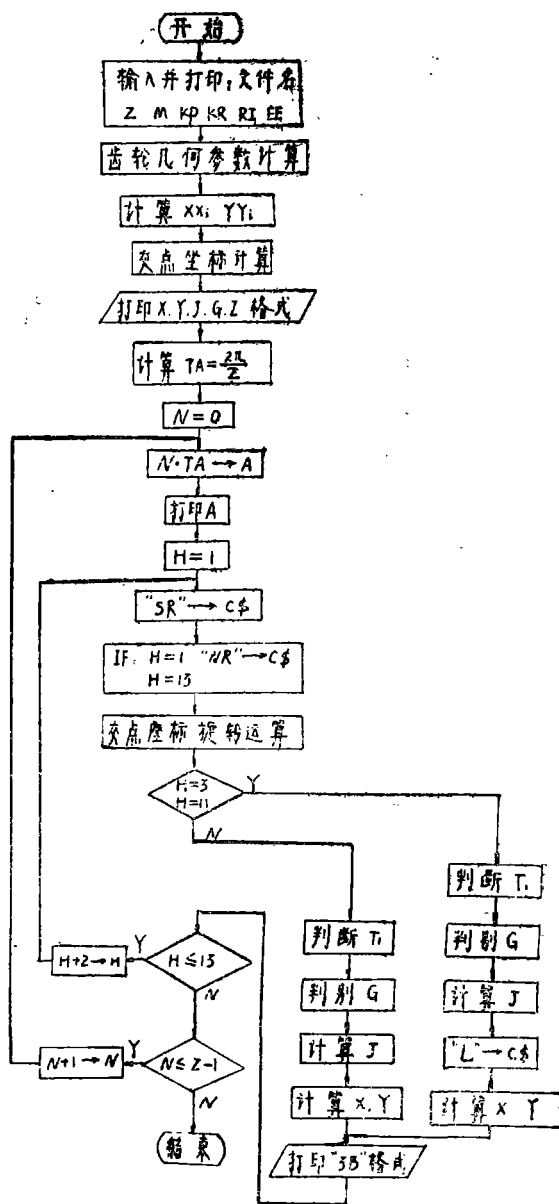 开始
输入并打印:文件名
Z M KP KR RI EE
齿轮几何参数计算
计算 XXi YYi
交点坐标计算
打印X.Y.J.G.Z格式
计算 TA=2π/Z
N=0
N·TA→A
打印A
H=1
"SR"→C$
IF: H=1 "NR"→C$
H=13
交点座标旋转运算
H=3
H=11
Y
N
判断 Ti
判别 G
计算 J
"L"→C$
计算 X Y
判断 Ti
判别 G
计算 J
计算 X.Y
打印"3B"格式
H≤13
Y
H+2→H
N
N≤Z-1
Y
N+1→N
N
结束